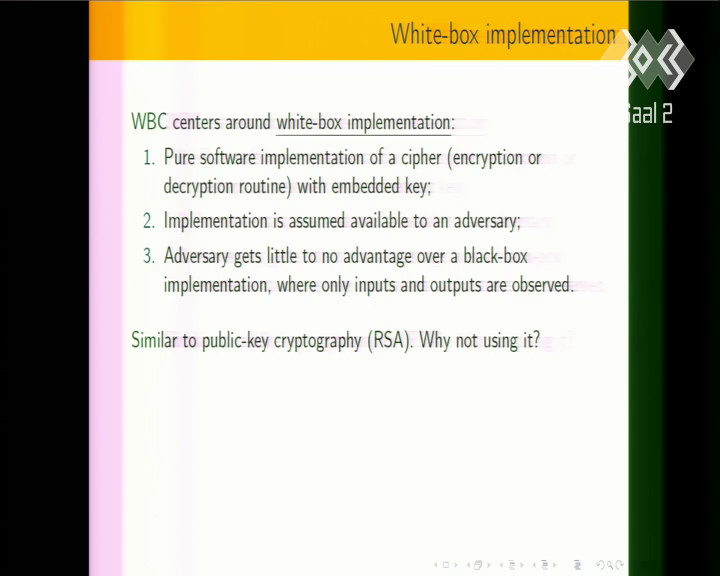 White-box implementation
Saal 2
WBC centers around white-box implementation:
1. Pure software implementation of a cipher (encryption or
decryption routine) with embedded key;
2. Implementation is assumed available to an adversary;
3. Adversary gets little to no advantage over a black-box
implementation, where only inputs and outputs are observed.
Similar to public-key cryptography (RSA). Why not using it?